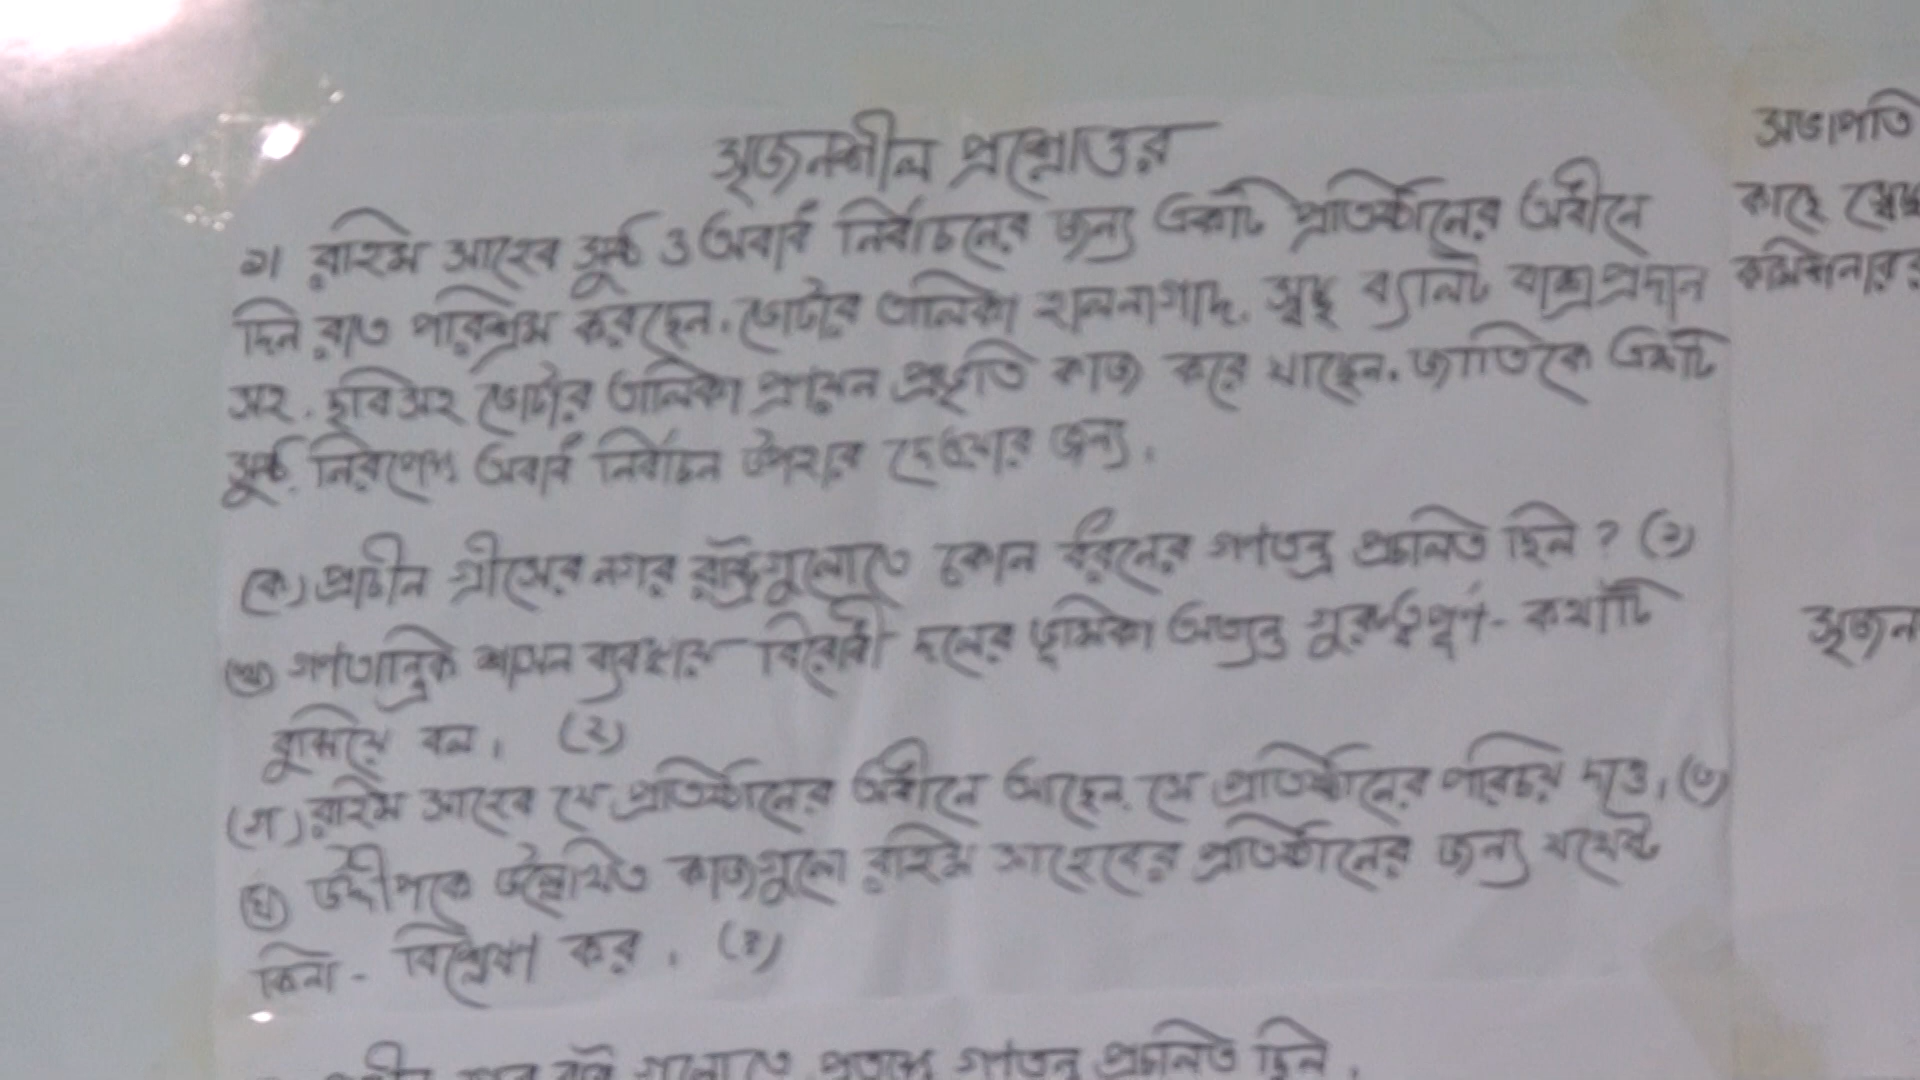 সৃজনশীল প্রশ্নোত্তর
১। রহিম সাহেব সুষ্ঠু ও অবাধ নির্বাচনের জন্য একটি প্রতিষ্ঠানের অধীনে
দিন রাত পরিশ্রম করছেন। ভোটার তালিকা হালনাগাদ, স্বচ্ছ ব্যালট বাক্স প্রদান
সহ, ছবিসহ ভোটার তালিকা প্রণয়ন প্রভৃতি কাজ করে যাচ্ছেন। জাতিকে একটি
সুষ্ঠু নিরপেক্ষ অবাধ নির্বাচন উপহার দেওয়ার জন্য।
(ক) প্রাচীন গ্রীসের নগর রাষ্ট্রগুলোতে কোন ধরনের গণতন্ত্র প্রচলিত ছিল? (১)
(খ) গণতান্ত্রিক শাসন ব্যবস্থায় বিরোধী দলের ভূমিকা অত্যন্ত গুরুত্বপূর্ণ - কথাটি
বুঝিয়ে বল। (২)
(গ) রহিম সাহেব যে প্রতিষ্ঠানের অধীনে আছেন, সে প্রতিষ্ঠানের পরিচয় দাও। (৩)
(ঘ) উদ্দীপকে উল্লেখিত কাজগুলো রহিম সাহেবের প্রতিষ্ঠানের জন্য যথেষ্ট
কিনা - বিশ্লেষণ কর। (৪)
গণতন্ত্র প্রচলিত ছিল।
সভাপতি
কাছে
কমিশনার
সৃজন